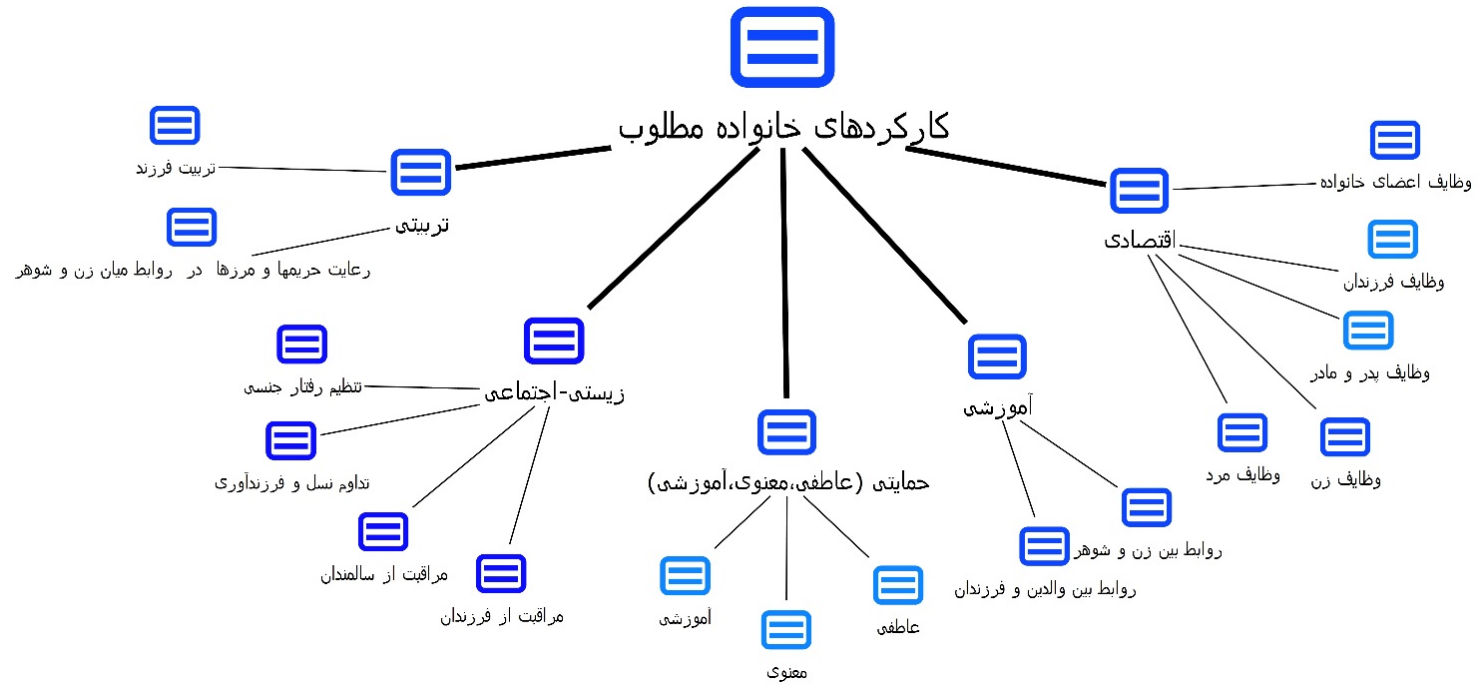 کارکردهای خانواده مطلوب
اقتصادی
وظایف اعضای خانواده
وظایف فرزندان
وظایف پدر و مادر
وظایف زن
وظایف مرد
آموزشی
روابط بین زن و شوهر
روابط بین والدین و فرزندان
حمایتی (عاطفی،معنوی،آموزشی)
عاطفی
معنوی
آموزشی
زیستی-اجتماعی
تنظیم رفتار جنسی
تداوم نسل و فرزندآوری
مراقبت از سالمندان
مراقبت از فرزندان
تربیتی
تربیت فرزند
رعایت حریمها و مرزها در روابط میان زن و شوهر